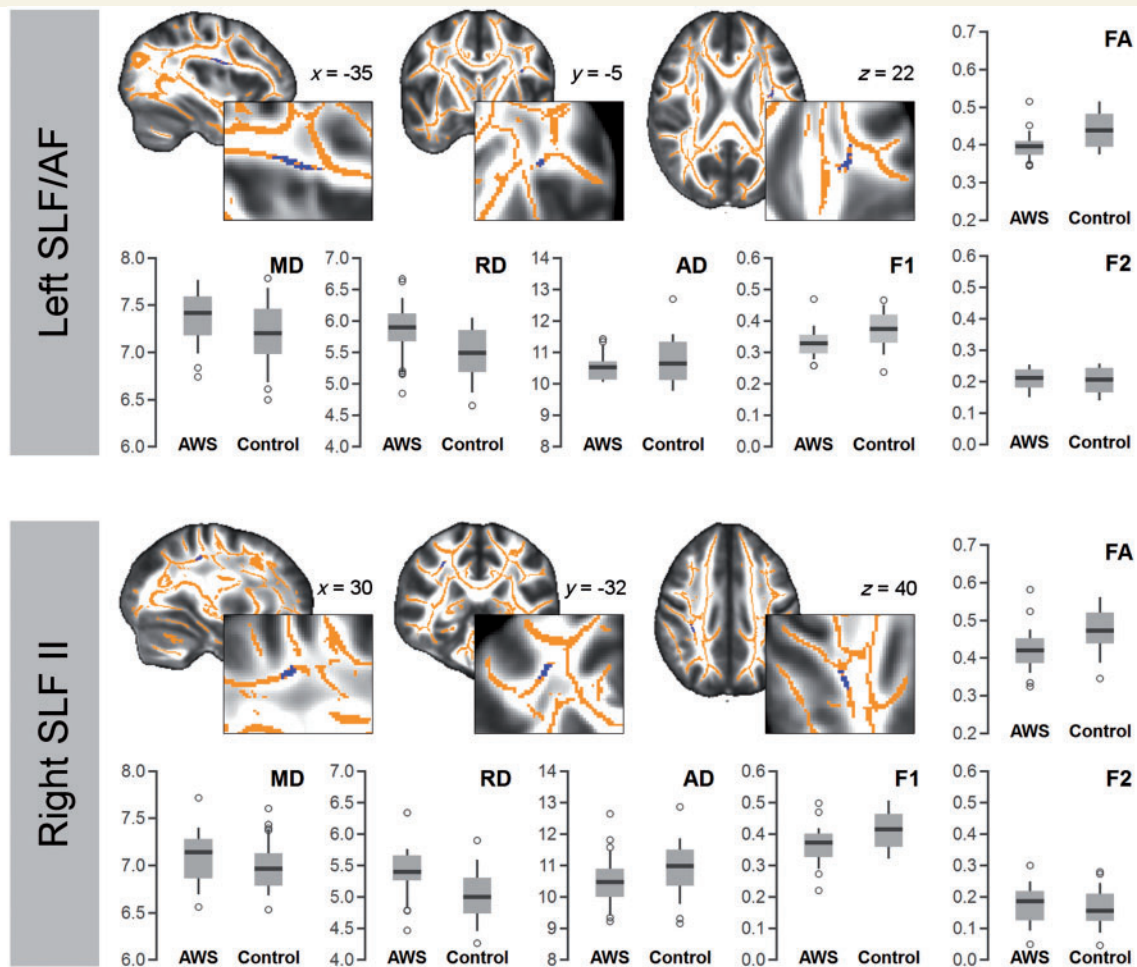 Left SLF/AF
x = -35
y = -5
z = 22
FA
0.7
0.6
0.5
0.4
0.3
0.2
AWS Control
MD
8.0
7.5
7.0
6.5
6.0
AWS Control
RD
7.0
6.5
6.0
5.5
5.0
4.5
4.0
AWS Control
AD
14
13
12
11
10
9
8
AWS Control
F1
0.6
0.5
0.4
0.3
0.2
0.1
0.0
AWS Control
F2
0.6
0.5
0.4
0.3
0.2
0.1
0.0
AWS Control
Right SLF II
x = 30
y = -32
z = 40
FA
0.7
0.6
0.5
0.4
0.3
0.2
AWS Control
MD
8.0
7.5
7.0
6.5
6.0
AWS Control
RD
7.0
6.5
6.0
5.5
5.0
4.5
4.0
AWS Control
AD
14
13
12
11
10
9
8
AWS Control
F1
0.6
0.5
0.4
0.3
0.2
0.1
0.0
AWS Control
F2
0.6
0.5
0.4
0.3
0.2
0.1
0.0
AWS Control